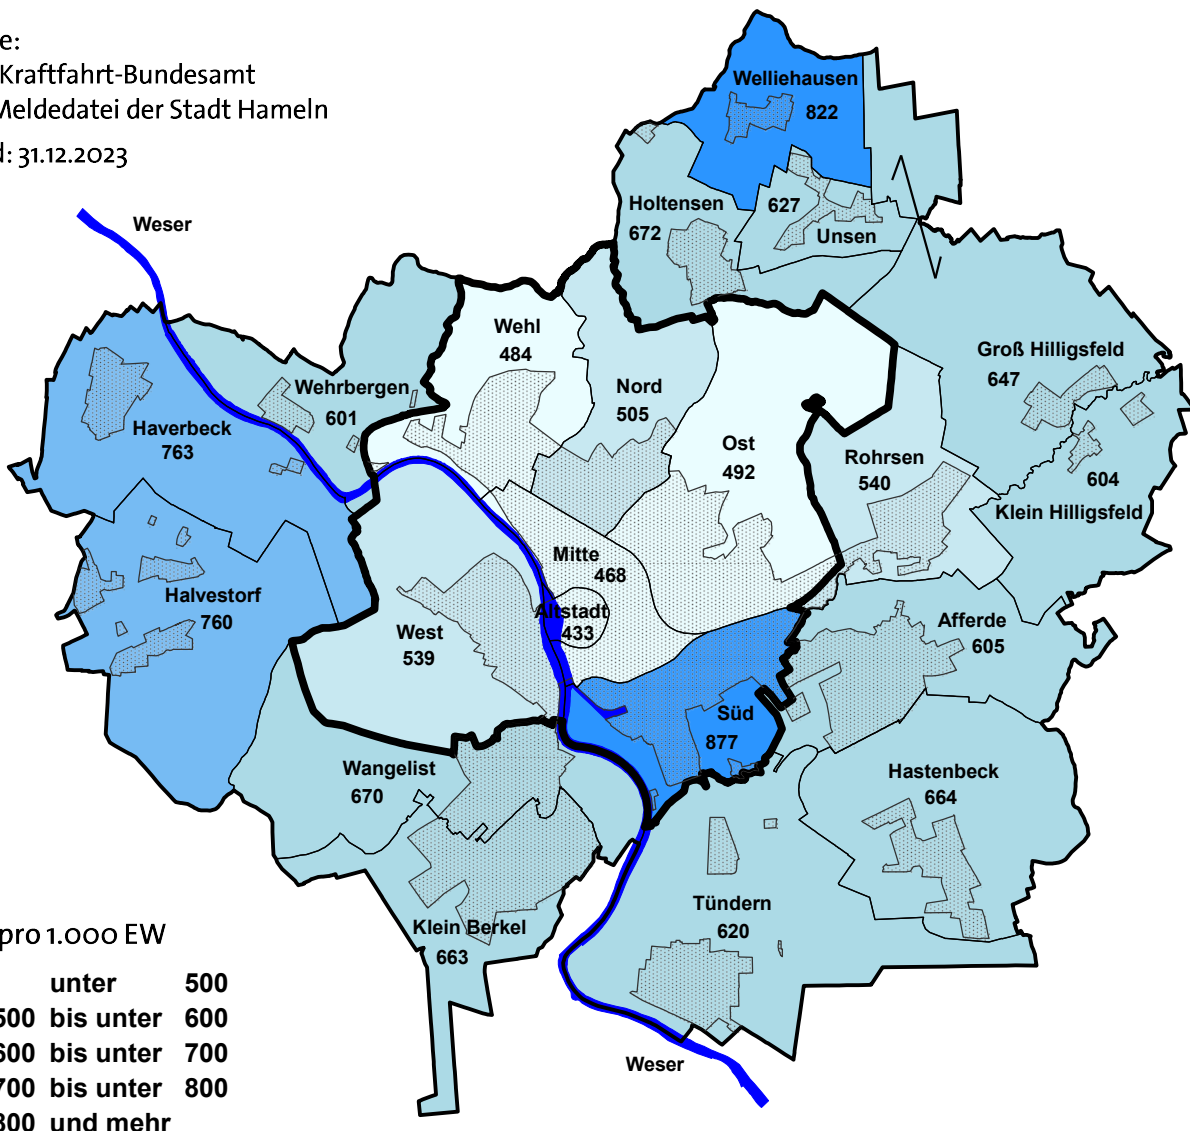 e:
Kraftfahrt-Bundesamt
Meldedatei der Stadt Hameln
d: 31.12.2023
Weser
Welliehausen
822
Holtensen
672
627
Unsen
Wehl
484
Nord
505
Groß Hilligsfeld
647
Wehrbergen
601
Haverbeck
763
Ost
492
Rohrsen
540
604
Klein Hilligsfeld
Mitte
468
Halvestorf
760
Altstadt
433
West
539
Afferde
605
Süd
877
Wangelist
670
Hastenbeck
664
Tündern
620
Klein Berkel
663
Weser
pro 1.000 EW
unter 500
500 bis unter 600
600 bis unter 700
700 bis unter 800
800 und mehr